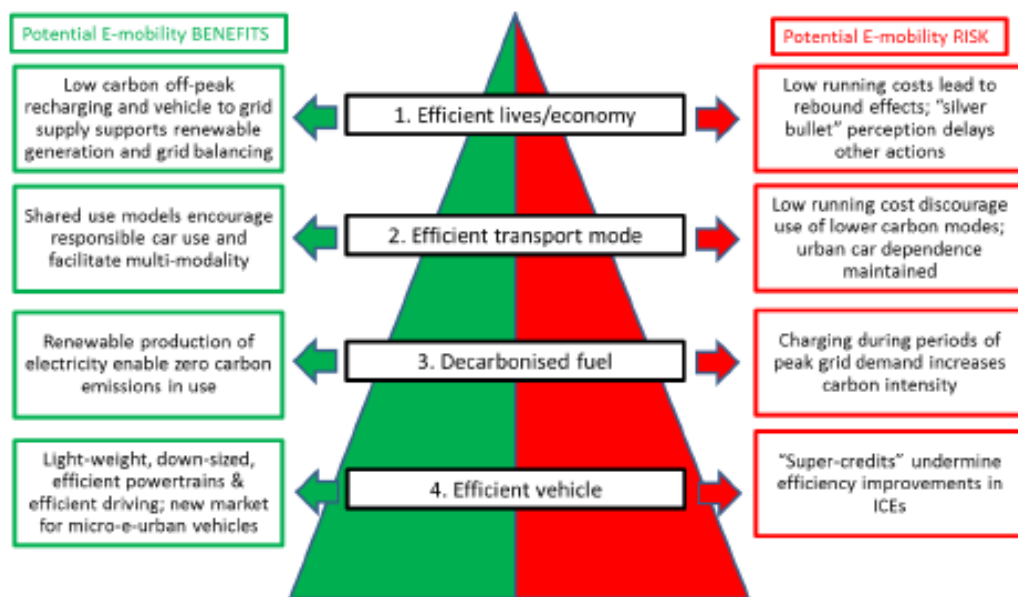 Potential E-mobility BENEFITS
Potential E-mobility RISK
Low carbon off-peak
recharging and vehicle to grid
supply supports renewable
generation and grid balancing
1. Efficient lives/economy
Low running costs lead to
rebound effects; “silver
bullet” perception delays
other actions
Shared use models encourage
responsible car use and
facilitate multi-modality
2. Efficient transport mode
Low running cost discourage
use of lower carbon modes;
urban car dependence
maintained
Renewable production of
electricity enable zero carbon
emissions in use
3. Decarbonised fuel
Charging during periods of
peak grid demand increases
carbon intensity
Light-weight, down-sized,
efficient powertrains &
efficient driving; new market
for micro-e-urban vehicles
4. Efficient vehicle
“Super-credits” undermine
efficiency improvements in
ICEs